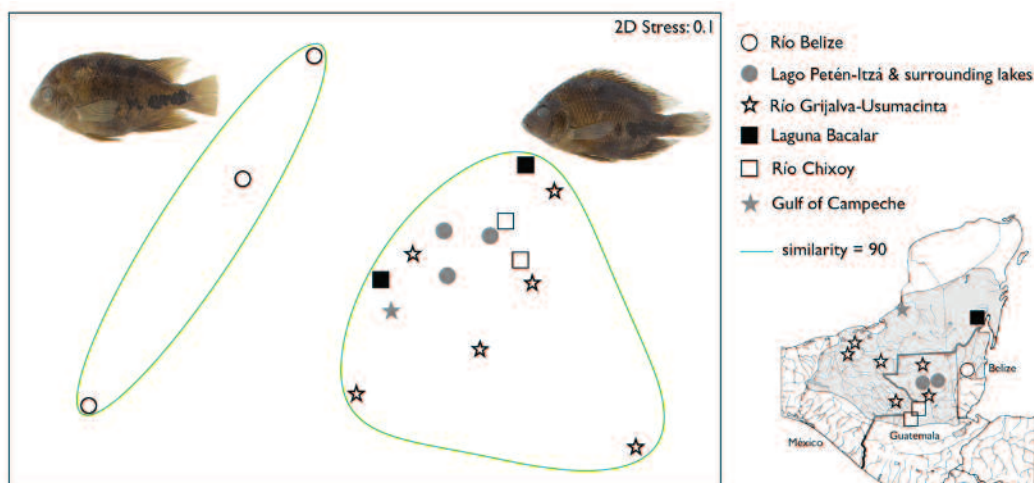 2D Stress: 0.1
Río Belize
Lago Petén-Itzá & surrounding lakes
Río Grijalva-Usumacinta
Laguna Bacalar
Río Chixoy
Gulf of Campeche
similarity = 90
Belize
México
Guatemala